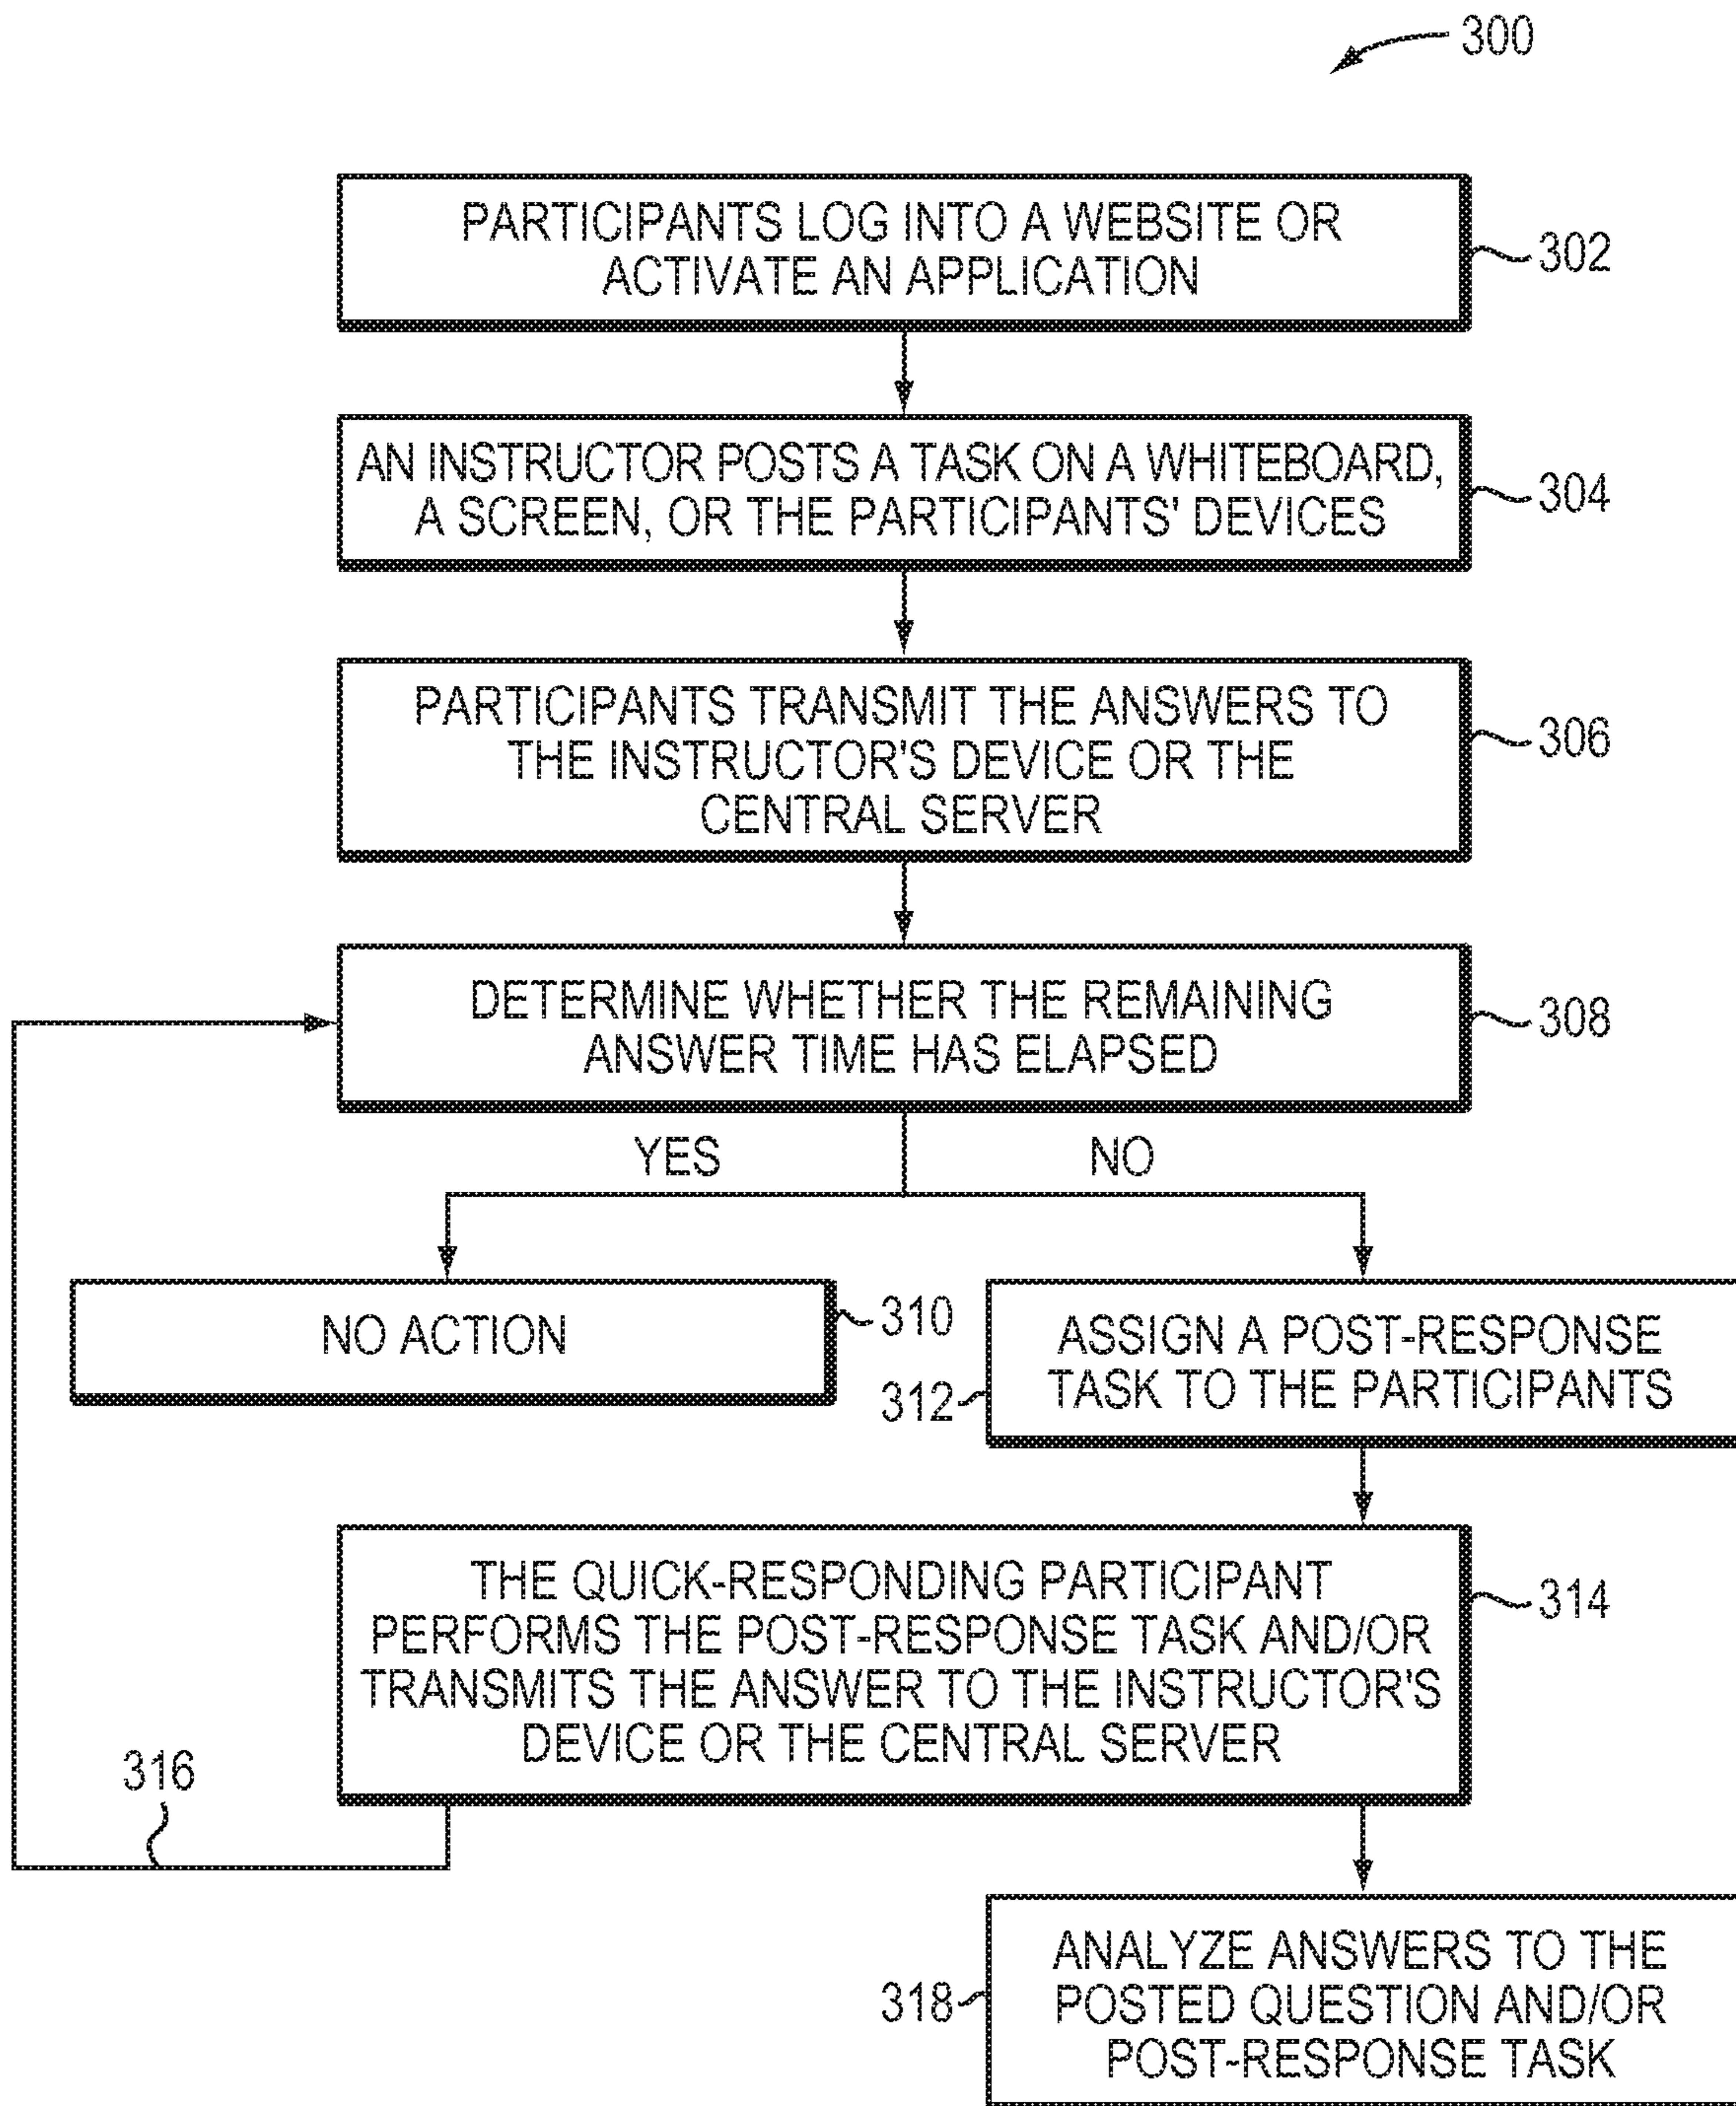 300
PARTICIPANTS LOG INTO A WEBSITE OR
ACTIVATE AN APPLICATION
302
AN INSTRUCTOR POSTS A TASK ON A WHITEBOARD,
A SCREEN, OR THE PARTICIPANTS' DEVICES
304
PARTICIPANTS TRANSMIT THE ANSWERS TO
THE INSTRUCTOR'S DEVICE OR THE
CENTRAL SERVER
306
DETERMINE WHETHER THE REMAINING
ANSWER TIME HAS ELAPSED
308
YES
NO
NO ACTION
310
ASSIGN A POST-RESPONSE
TASK TO THE PARTICIPANTS
312
THE QUICK-RESPONDING PARTICIPANT
PERFORMS THE POST-RESPONSE TASK AND/OR
TRANSMITS THE ANSWER TO THE INSTRUCTOR'S
DEVICE OR THE CENTRAL SERVER
314
316
ANALYZE ANSWERS TO THE
POSTED QUESTION AND/OR
POST-RESPONSE TASK
318